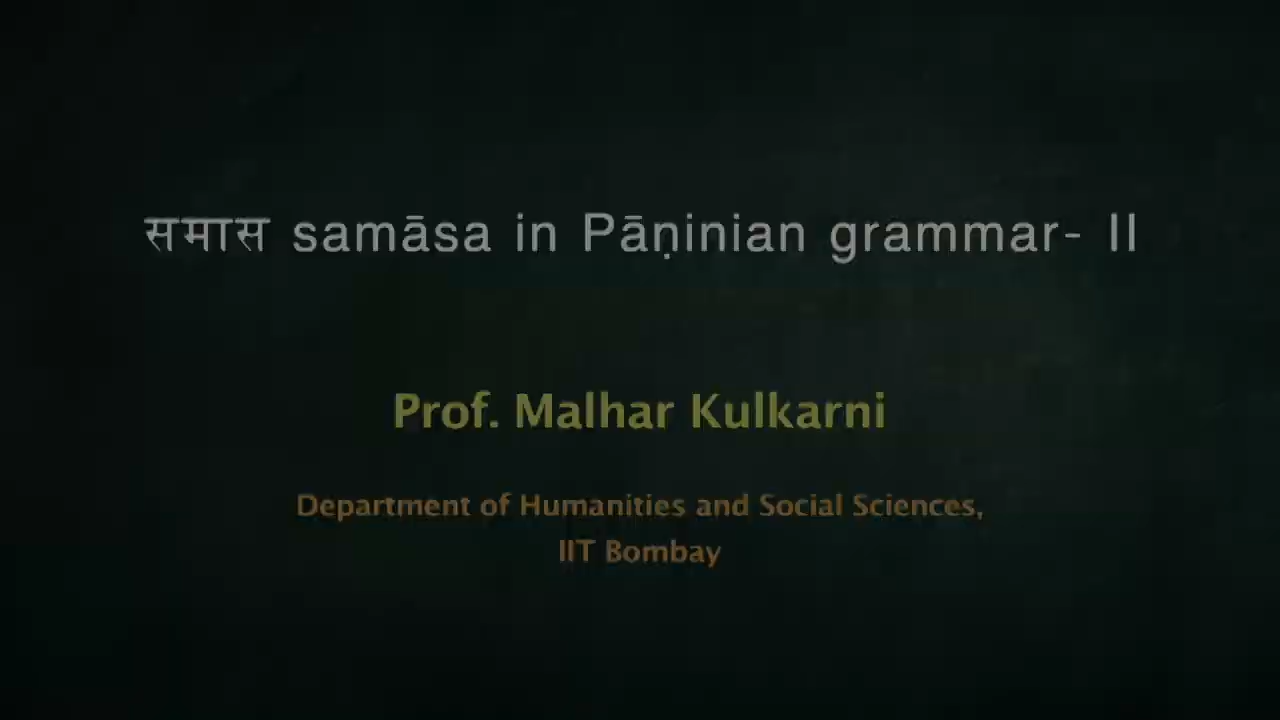 समास samāsa in Pāṇinian grammar- II
Prof. Malhar Kulkarni
Department of Humanities and Social Sciences,
IIT Bombay